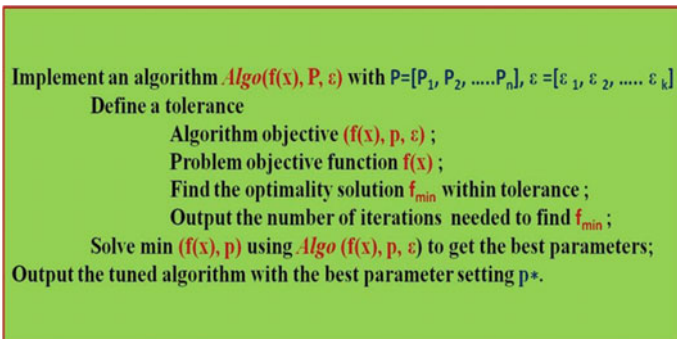 Implement an algorithm Algo(f(x), P, ε) with P=[P₁, P₂, .....Pₙ], ε =[ε ₁, ε ₂, ..... ε ₖ]
Define a tolerance
Algorithm objective (f(x), p, ε) ;
Problem objective function f(x) ;
Find the optimality solution fₘᵢₙ within tolerance ;
Output the number of iterations needed to find fₘᵢₙ ;
Solve min (f(x), p) using Algo (f(x), p, ε) to get the best parameters;
Output the tuned algorithm with the best parameter setting p*.